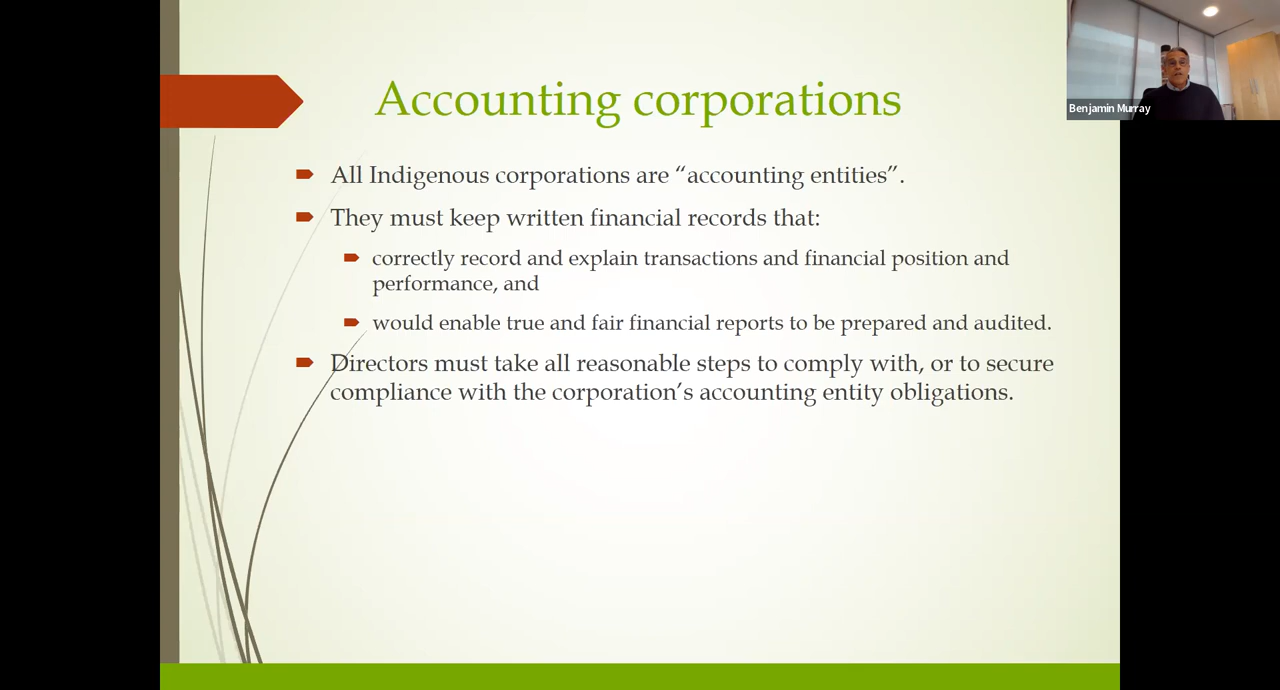 Accounting corporations
Benjamin Murray
All Indigenous corporations are “accounting entities”.
They must keep written financial records that:
correctly record and explain transactions and financial position and
performance, and
would enable true and fair financial reports to be prepared and audited.
Directors must take all reasonable steps to comply with, or to secure
compliance with the corporation’s accounting entity obligations.